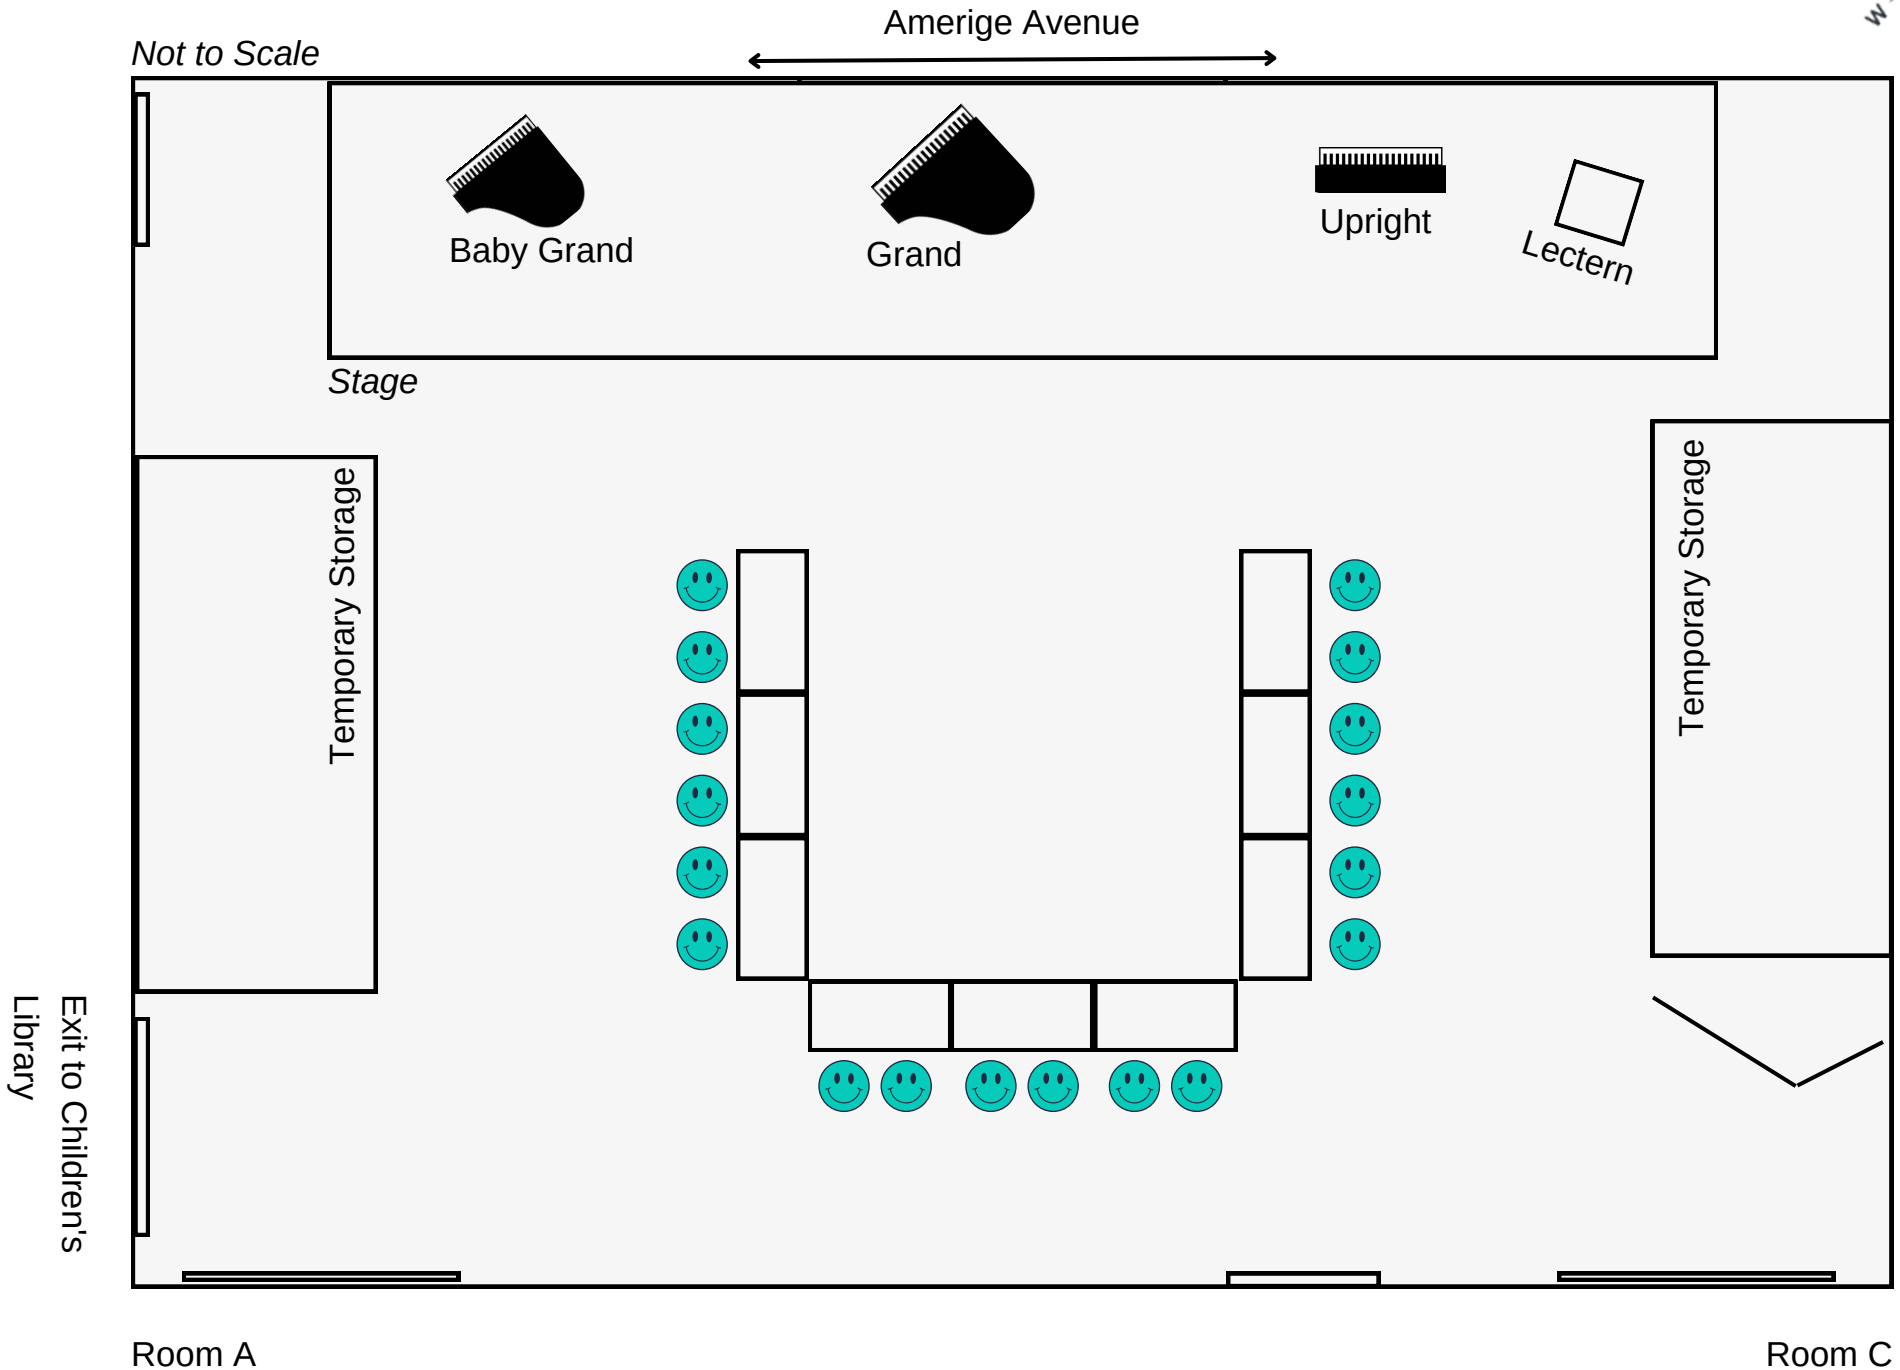 Amerige Avenue
Not to Scale
W
Baby Grand
Grand
Upright
Lectern
Stage
Temporary Storage
Temporary Storage
Exit to Children's
Library
Room A
Room C